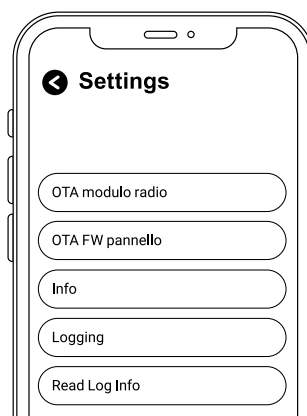 Settings
OTA modulo radio
OTA FW pannello
Info
Logging
Read Log Info